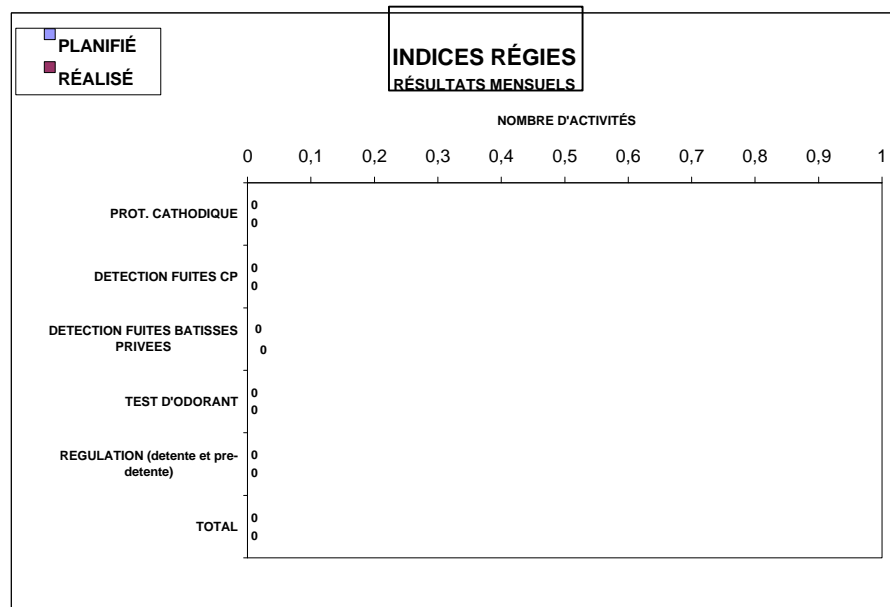 PLANIFIÉ
RÉALISÉ
INDICES RÉGIES
RÉSULTATS MENSUELS
NOMBRE D'ACTIVITÉS
0 0,1 0,2 0,3 0,4 0,5 0,6 0,7 0,8 0,9 1
PROT. CATHODIQUE
0
0
DETECTION FUITES CP
0
0
DETECTION FUITES BATISSES
PRIVEES
0
0
TEST D'ODORANT
0
0
REGULATION (detente et pre-
detente)
0
0
TOTAL
0
0